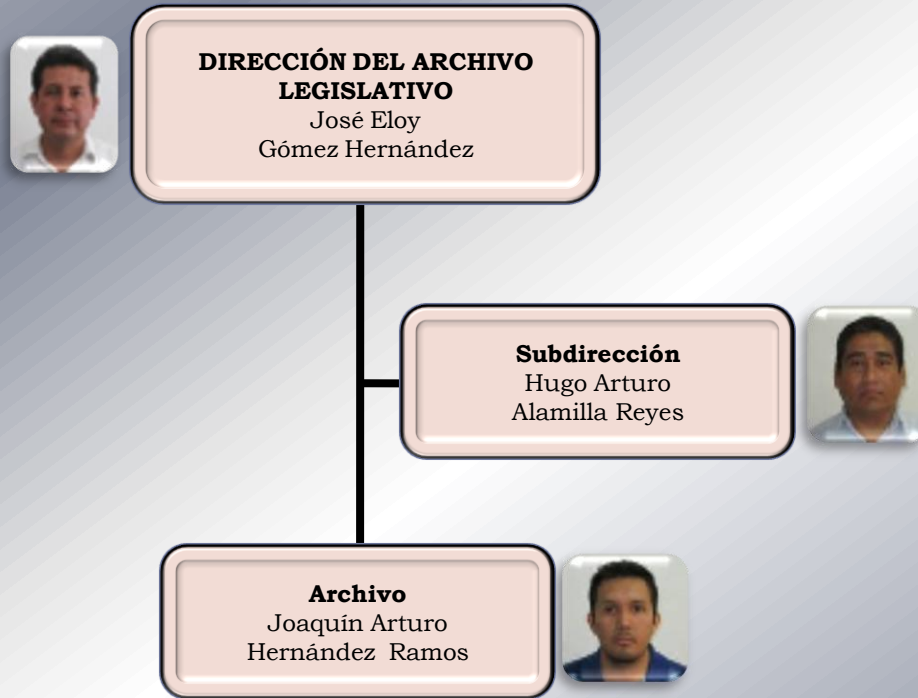 DIRECCIÓN DEL ARCHIVO
LEGISLATIVO
José Eloy
Gómez Hernández
Subdirección
Hugo Arturo
Alamilla Reyes
Archivo
Joaquín Arturo
Hernández Ramos